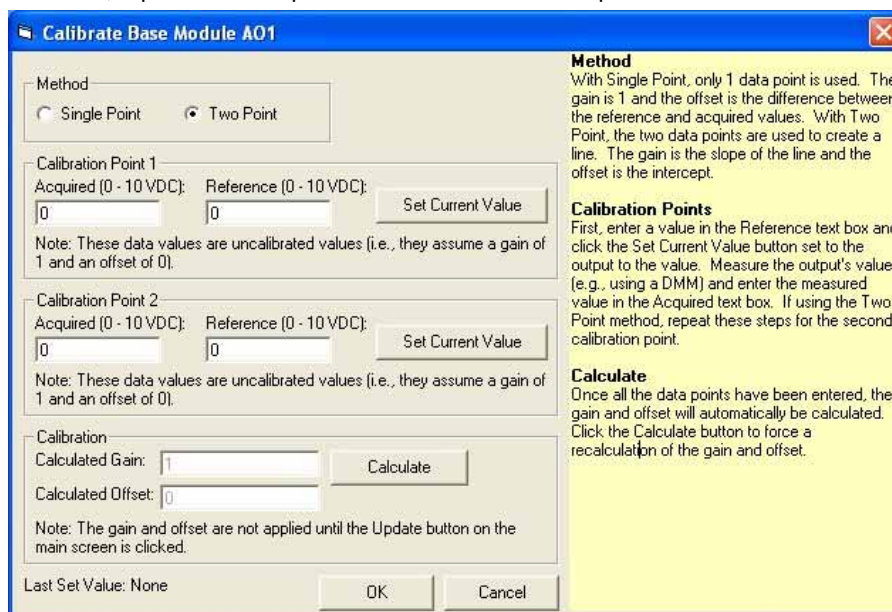 Calibrate Base Module AO1
Method
Single Point
Two Point
Calibration Point 1
Acquired (0 - 10 VDC):
Reference (0 - 10 VDC):
0
0
Set Current Value
Note: These data values are uncalibrated values (i.e., they assume a gain of
1 and an offset of 0).
Calibration Point 2
Acquired (0 - 10 VDC):
Reference (0 - 10 VDC):
0
0
Set Current Value
Note: These data values are uncalibrated values (i.e., they assume a gain of
1 and an offset of 0).
Calibration
Calculated Gain:
1
Calculate
Calculated Offset:
0
Note: The gain and offset are not applied until the Update button on the
main screen is clicked.
Last Set Value: None
OK
Cancel
Method
With Single Point, only 1 data point is used. The
gain is 1 and the offset is the difference between
the reference and acquired values. With Two
Point, the two data points are used to create a
line. The gain is the slope of the line and the
offset is the intercept.
Calibration Points
First, enter a value in the Reference text box and
click the Set Current Value button set to the
output to the value. Measure the output's value
(e.g., using a DMM) and enter the measured
value in the Acquired text box. If using the Two
Point method, repeat these steps for the second
calibration point.
Calculate
Once all the data points have been entered, the
gain and offset will automatically be calculated.
Click the Calculate button to force a
recalculation of the gain and offset.